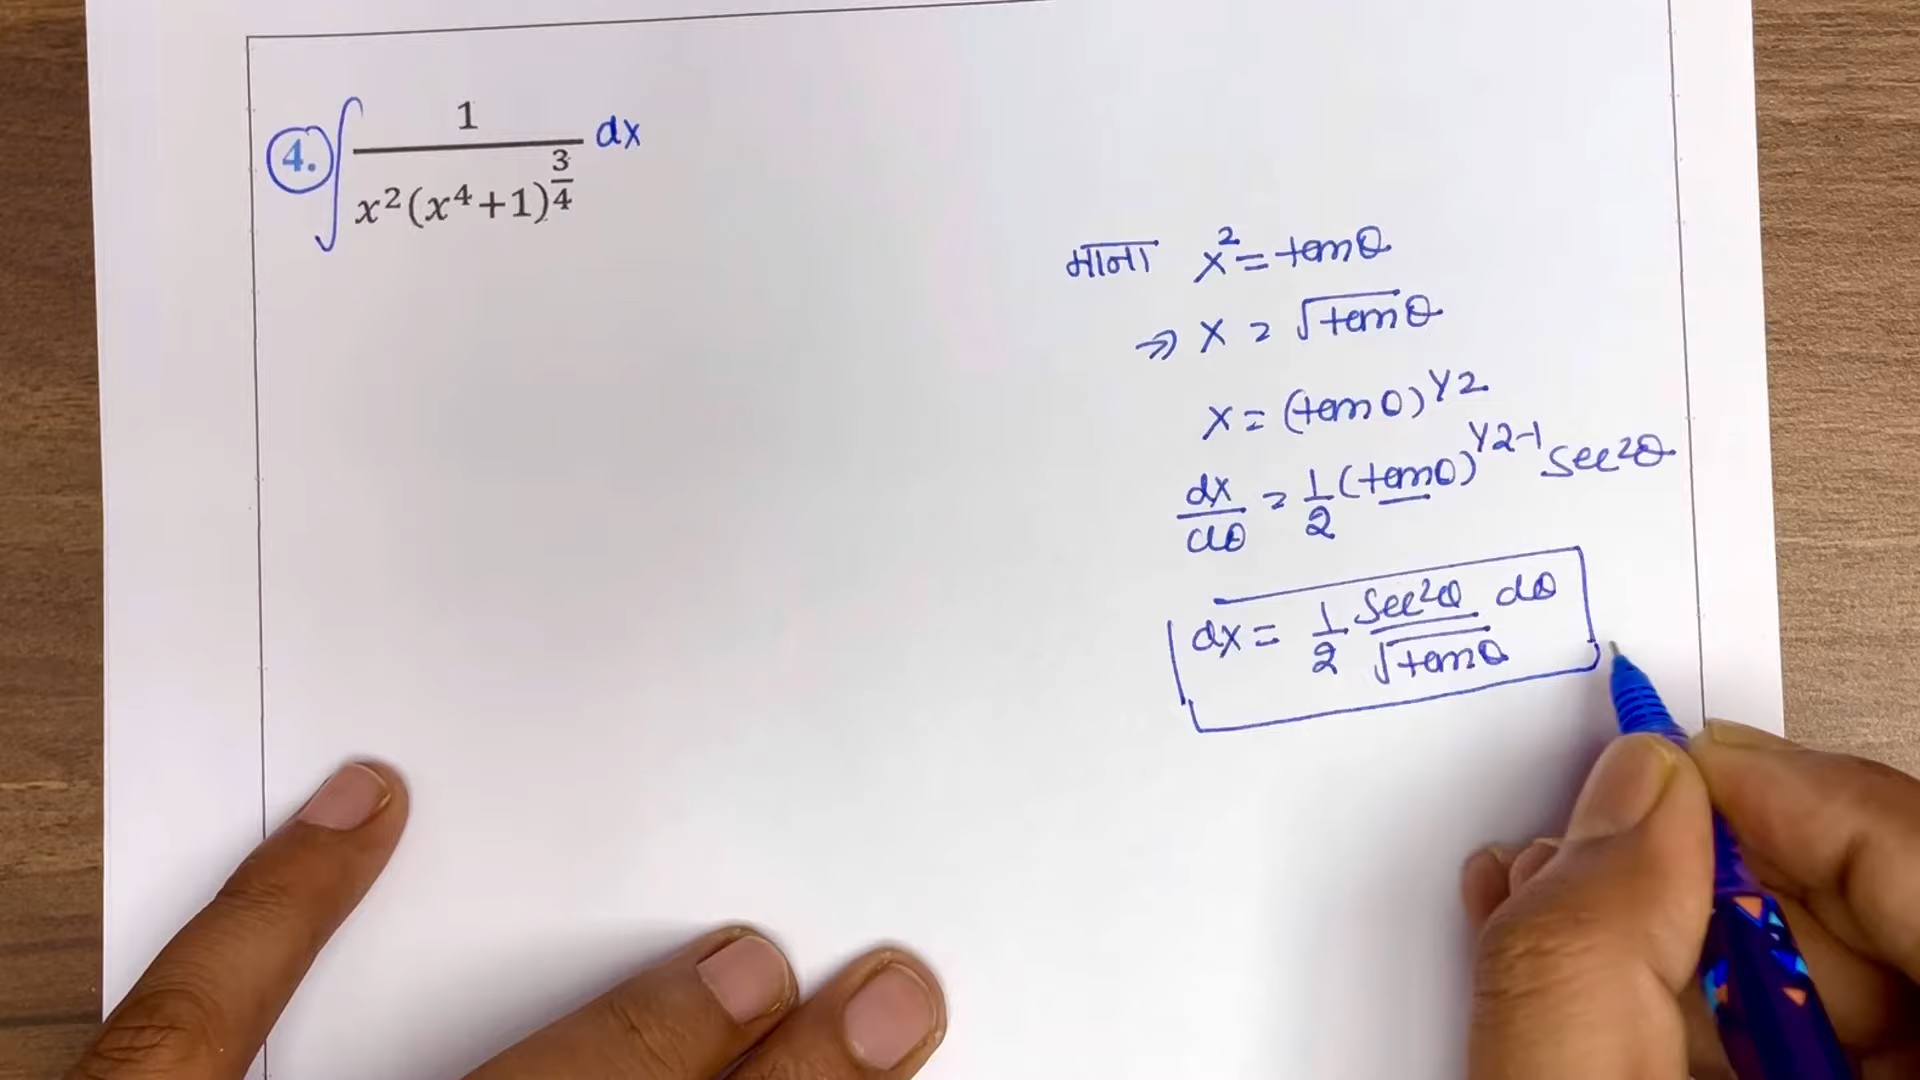 4. ∫ 1 / x²(x⁴+1)^(3/4) dx
माना x² = tanθ
⇒ x = √tanθ
x = (tanθ)^1/2
dx/dθ = 1/2 (tanθ)^1/2-1 sec²θ
dx = 1/2 sec²θ/√tanθ dθ